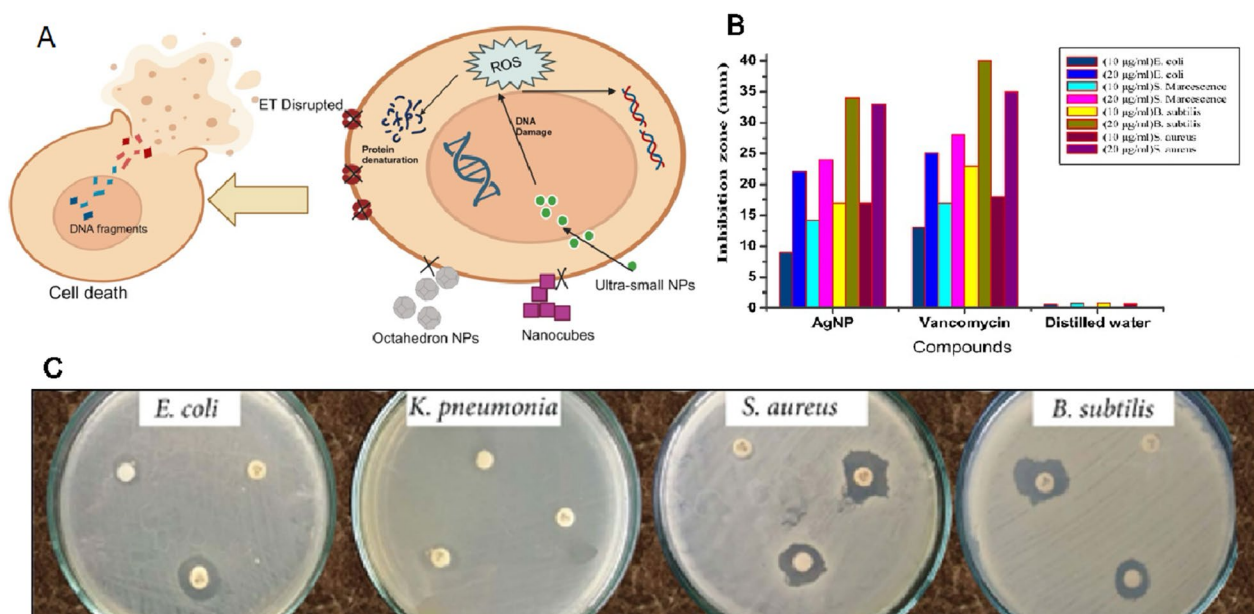 A
ROS
ET Disrupted
Protein
denaturation
DNA
Damage
DNA fragments
Cell death
Ultra-small NPs
Octahedron NPs
Nanocubes
B
Inhibition zone (mm)
40
35
30
25
20
15
10
5
0
AgNP
Vancomycin
Distilled water
Compounds
(10 µg/ml)E. coli
(20 µg/ml)E. coli
(10 µg/ml)S. Marcescence
(20 µg/ml)S. Marcescence
(10 µg/ml)B. subtilis
(20 µg/ml)B. subtilis
(10 µg/ml)S. aureus
(20 µg/ml)S. aureus
C
E. coli
K. pneumonia
S. aureus
B. subtilis